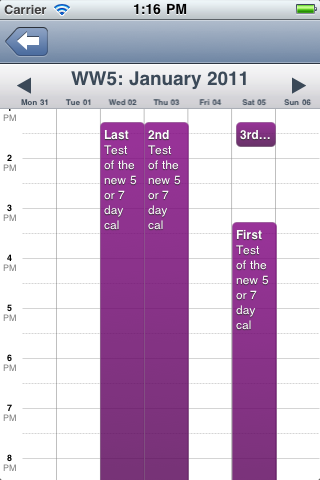 Carrier 1:16 PM
WW5: January 2011
Mon 31 Tue 01 Wed 02 Thu 03 Fri 04 Sat 05 Sun 06
PM
Last
Test
of the
new 5
or 7
day
cal
2nd
Test
of the
new 5
or 7
day
cal
3rd...
2
PM
3
PM
First
Test
of the
new 5
or 7
day
cal
4
PM
5
PM
6
PM
7
PM
8
PM